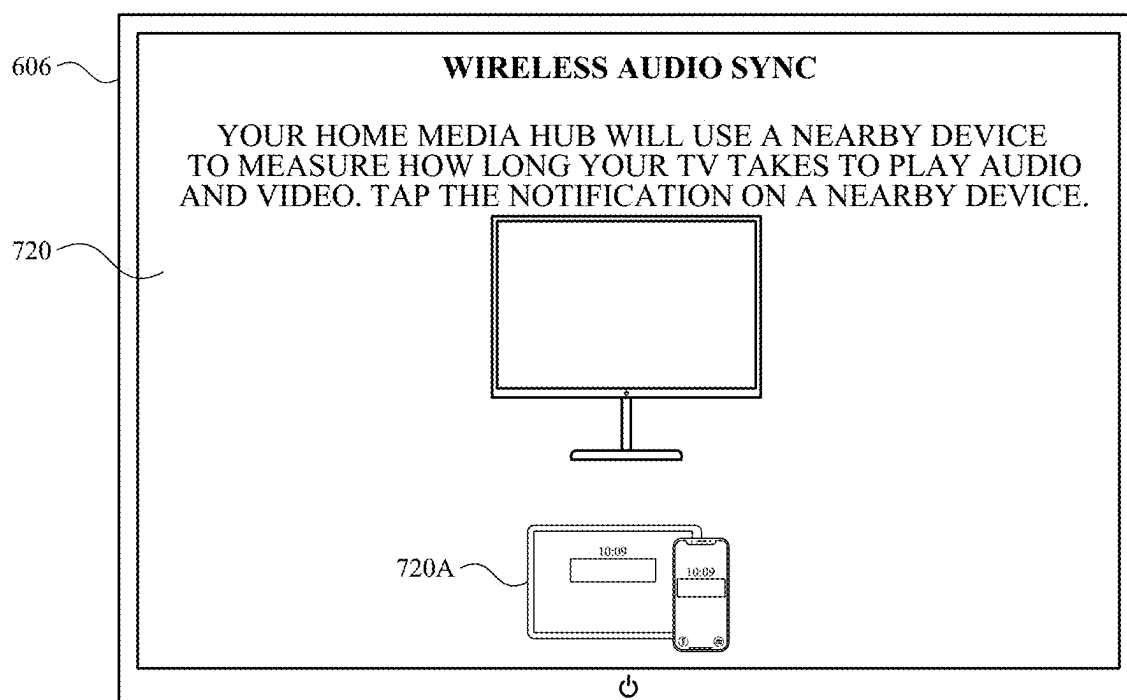 WIRELESS AUDIO SYNC
606
YOUR HOME MEDIA HUB WILL USE A NEARBY DEVICE
TO MEASURE HOW LONG YOUR TV TAKES TO PLAY AUDIO
AND VIDEO. TAP THE NOTIFICATION ON A NEARBY DEVICE.
720
10:09
720A
10:09